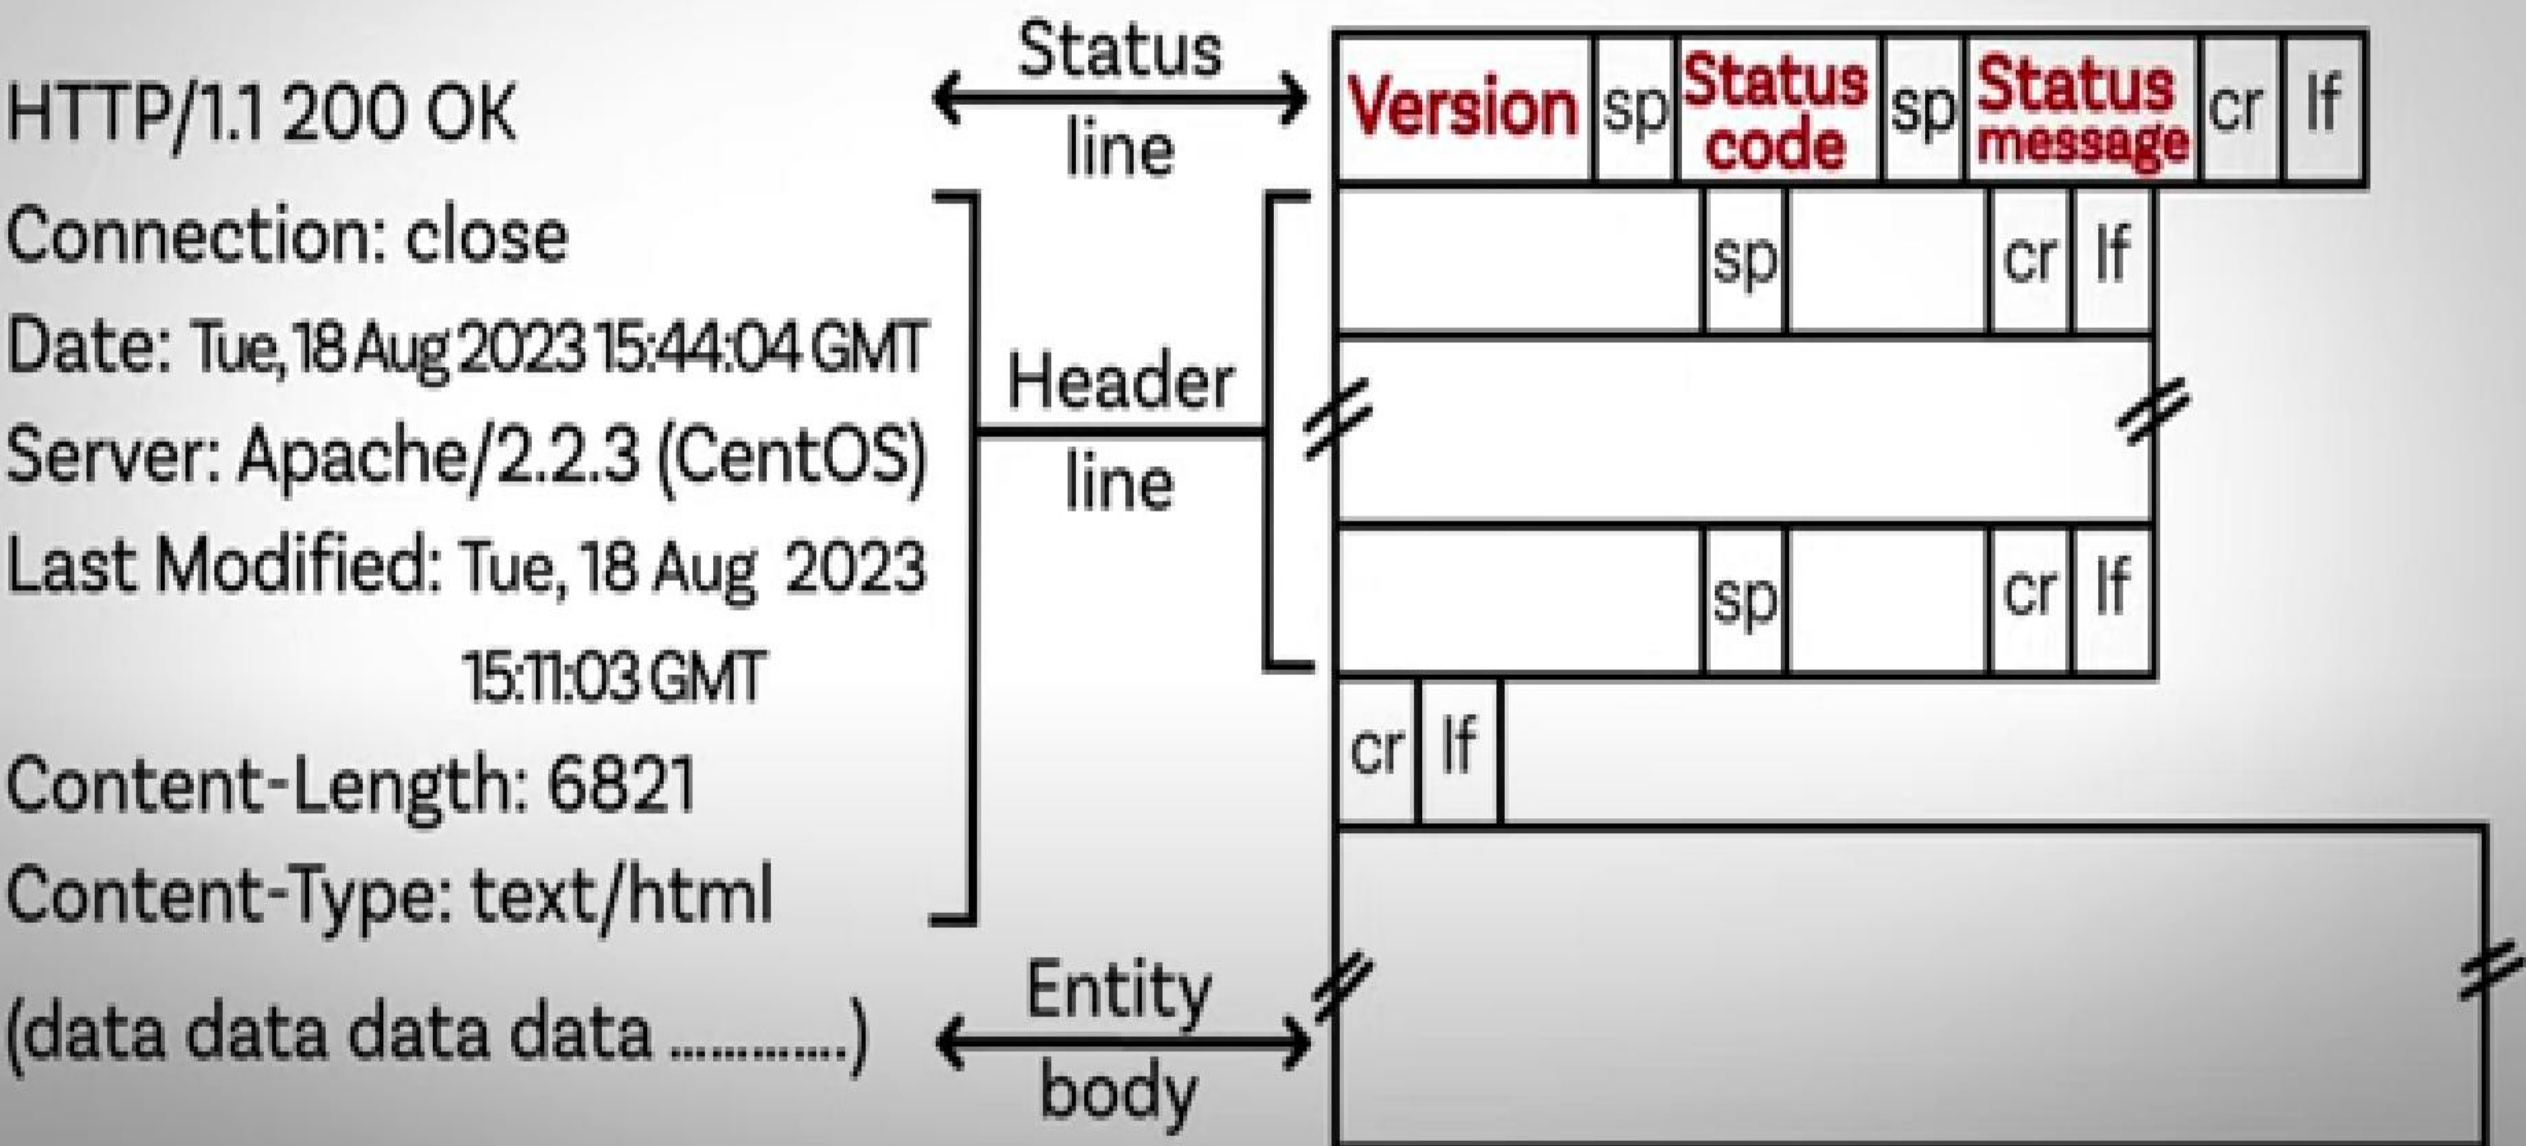 HTTP/1.1 200 OK
Connection: close
Date: Tue, 18 Aug 2023 15:44:04 GMT
Server: Apache/2.2.3 (CentOS)
Last Modified: Tue, 18 Aug 2023
15:11:03 GMT
Content-Length: 6821
Content-Type: text/html
(data data data data .............)
Status
line
Header
line
Entity
body
Version sp Status code sp Status message cr lf
sp cr lf
sp cr lf
cr lf